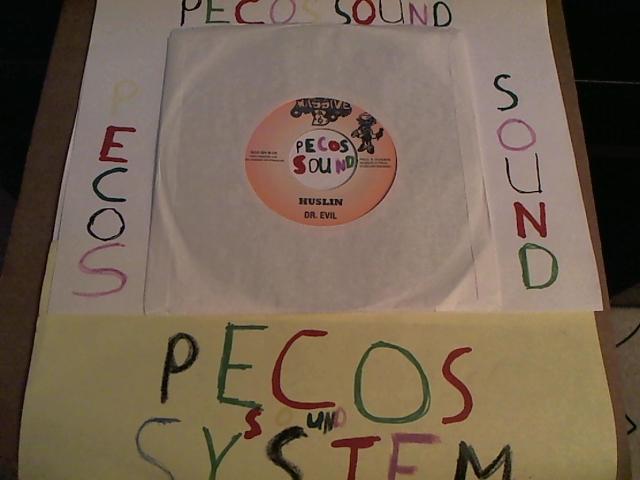 PECOS SOUND
PECOS
SOUND
MASSIVE
B
PECOS
SOUND
HUSLIN
DR. EVIL
PECOS
SOUND
SYSTEM